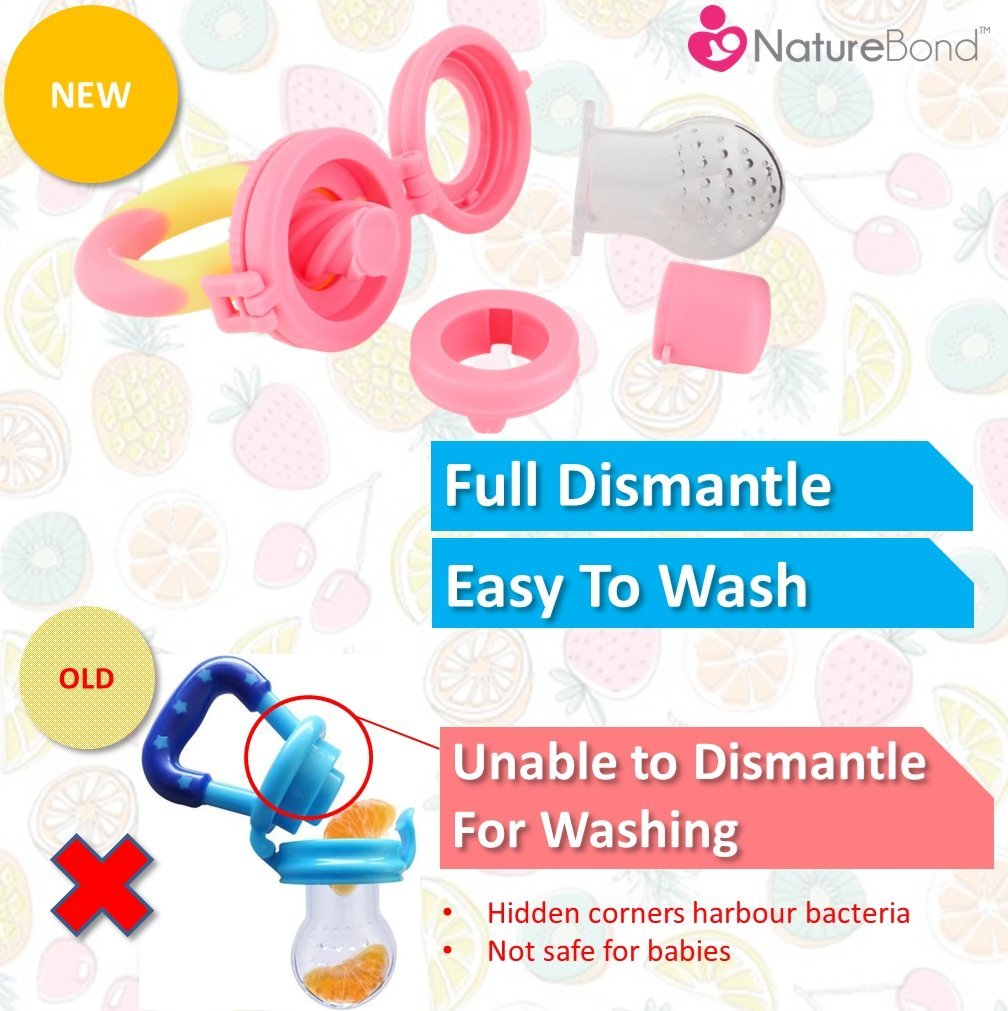 NEW
NatureBond™
Full Dismantle
Easy To Wash
OLD
Unable to Dismantle
For Washing
• Hidden corners harbour bacteria
• Not safe for babies